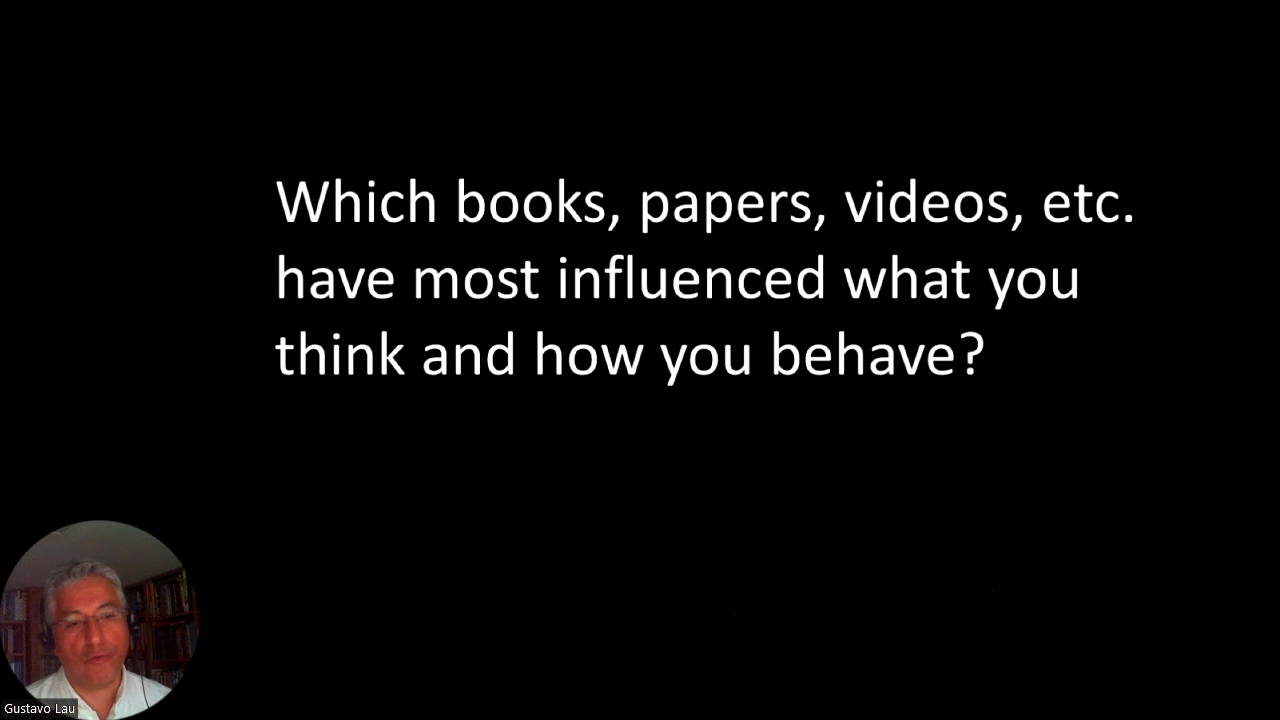 Which books, papers, videos, etc.
have most influenced what you
think and how you behave?
Gustavo Lau